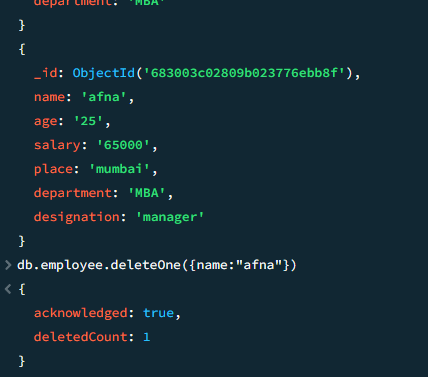 department: 'MBA'
}
{
_id: ObjectId('683003c02809b023776ebb8f'),
name: 'afna',
age: '25',
salary: '65000',
place: 'mumbai',
department: 'MBA',
designation: 'manager'
}
> db.employee.deleteOne({name:"afna"})
< {
acknowledged: true,
deletedCount: 1
}